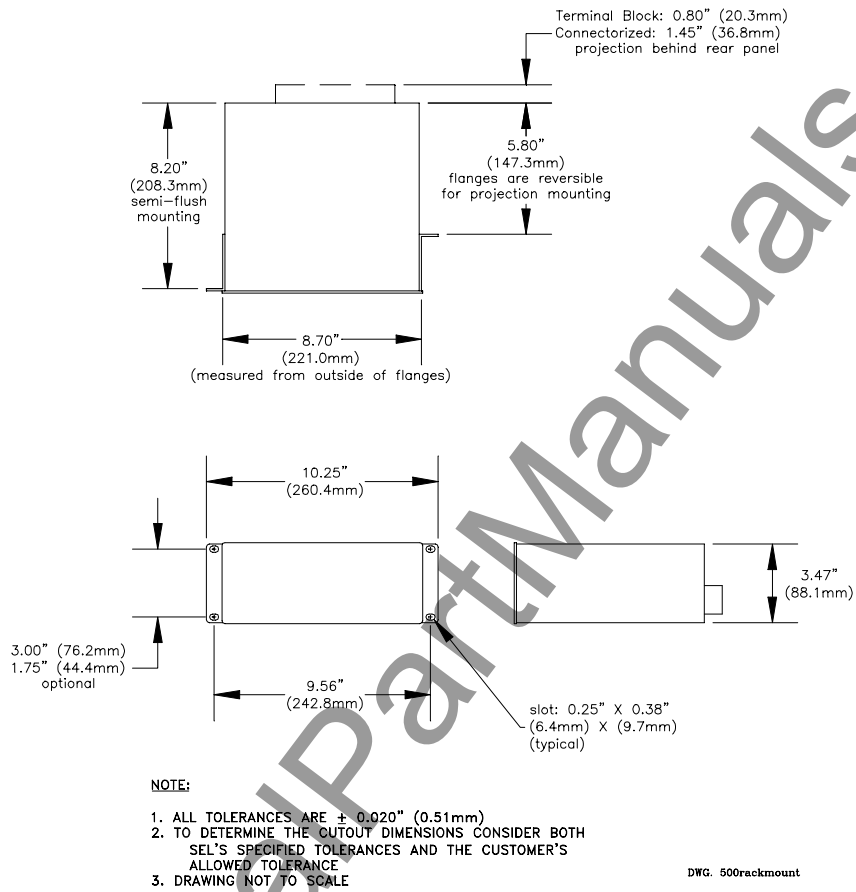 Terminal Block: 0.80" (20.3mm)
Connectorized: 1.45" (36.8mm)
projection behind rear panel
8.20"
(208.3mm)
semi-flush
mounting
5.80"
(147.3mm)
flanges are reversible
for projection mounting
8.70"
(221.0mm)
(measured from outside of flanges)
10.25"
(260.4mm)
3.47"
(88.1mm)
3.00" (76.2mm)
1.75" (44.4mm)
optional
9.56"
(242.8mm)
slot: 0.25" X 0.38"
(6.4mm) X (9.7mm)
(typical)
NOTE:
1. ALL TOLERANCES ARE ± 0.020" (0.51mm)
2. TO DETERMINE THE CUTOUT DIMENSIONS CONSIDER BOTH
SEL'S SPECIFIED TOLERANCES AND THE CUSTOMER'S
ALLOWED TOLERANCE
3. DRAWING NOT TO SCALE
DWG. 500rackmount
alPartManuals